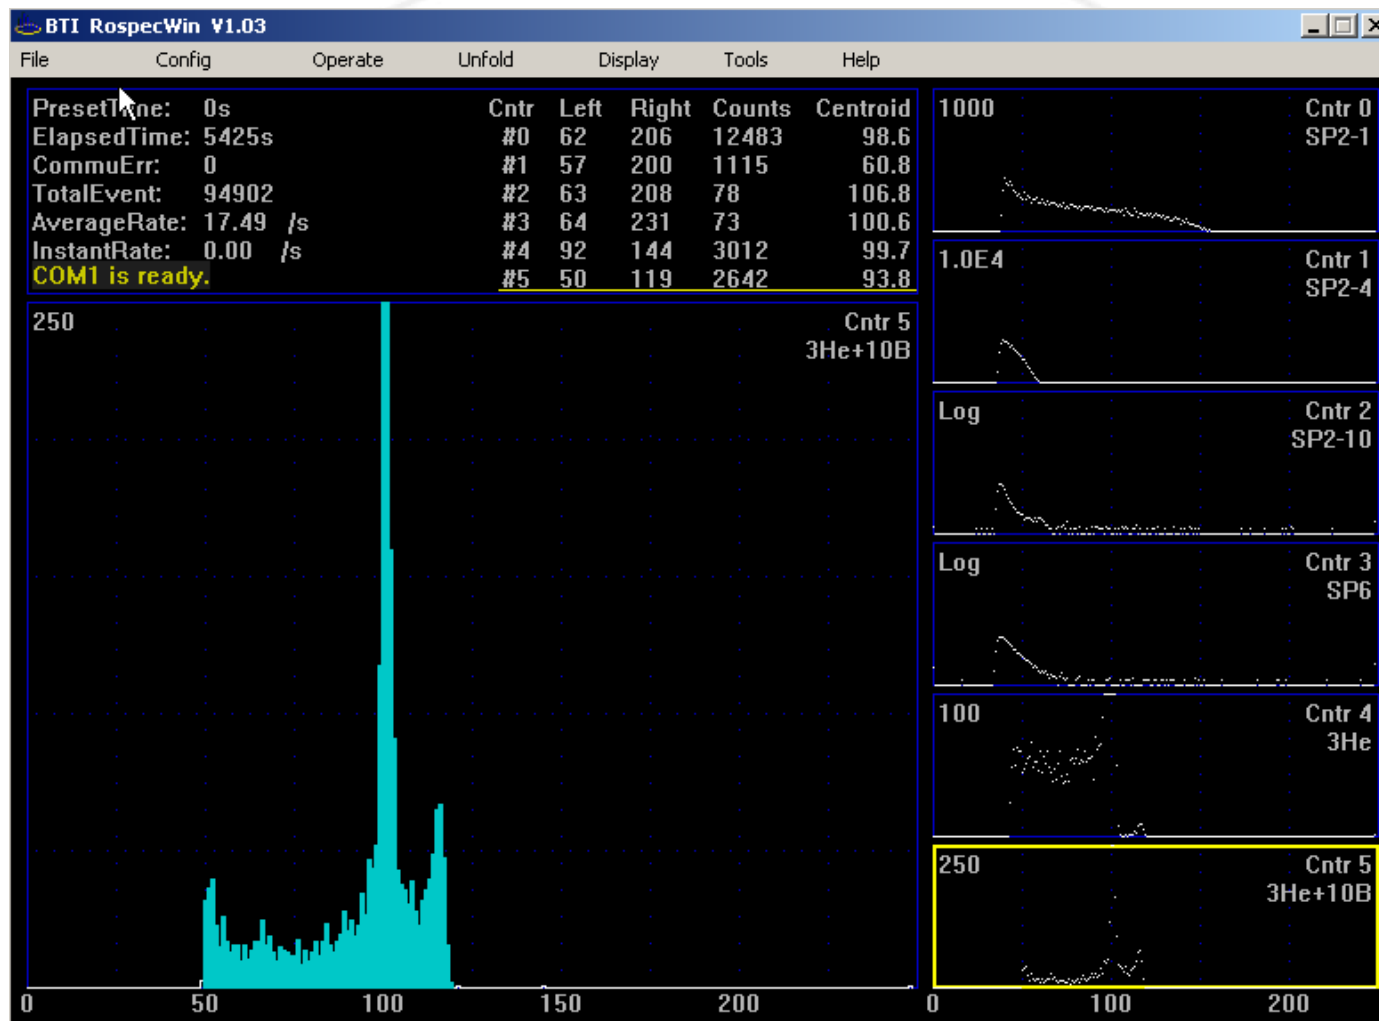 BTI RospecWin V1.03
File Config Operate Unfold Display Tools Help
PresetTime: 0s
ElapsedTime: 5425s
CommuErr: 0
TotalEvent: 94902
AverageRate: 17.49 /s
InstantRate: 0.00 /s
COM1 is ready.
Cntr Left Right Counts Centroid
#0 62 206 12483 98.6
#1 57 200 1115 60.8
#2 63 208 78 106.8
#3 64 231 73 100.6
#4 92 144 3012 99.7
#5 50 119 2642 93.8
250 Cntr 5
3He+10B
0 50 100 150 200
1000 Cntr 0
SP2-1
1.0E4 Cntr 1
SP2-4
Log Cntr 2
SP2-10
Log Cntr 3
SP6
100 Cntr 4
3He
250 Cntr 5
3He+10B
0 100 200